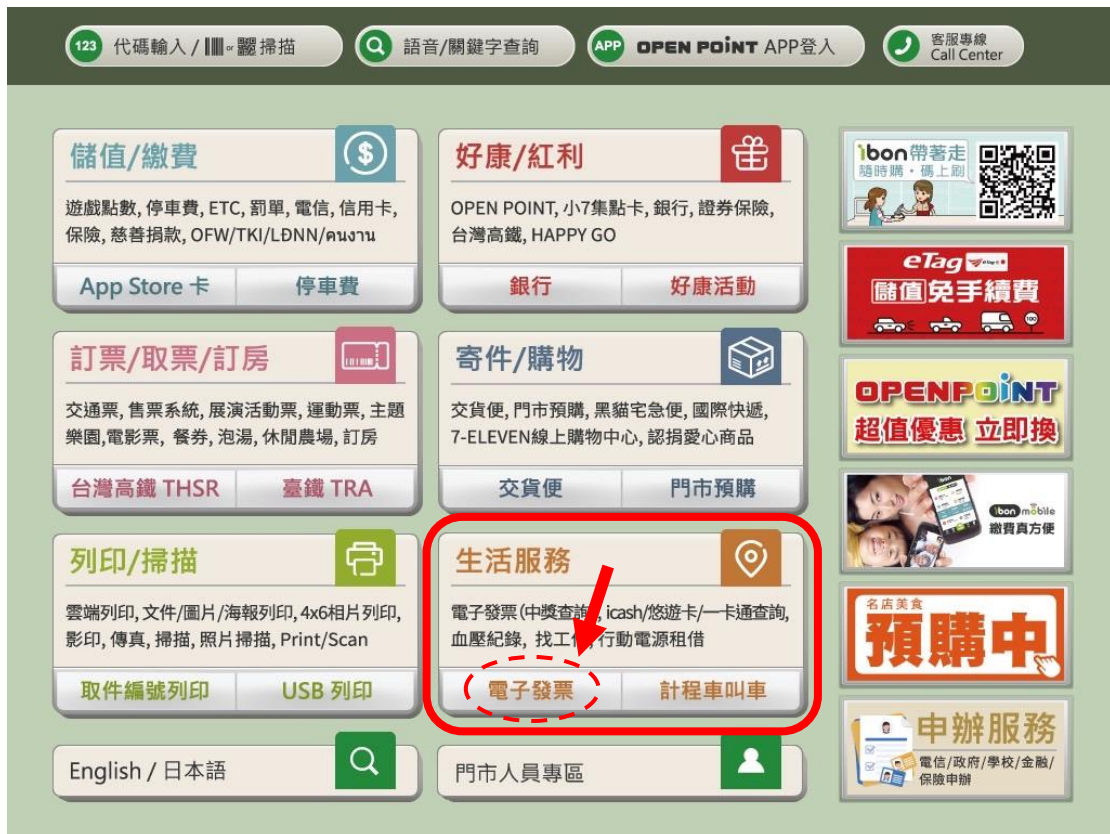 123 代碼輸入 / 或 掃描
語音/關鍵字查詢
APP OPEN POiNT APP登入
客服專線
Call Center
儲值/繳費
遊戲點數, 停車費, ETC, 罰單, 電信, 信用卡,
保險, 慈善捐款, OFW/TKI/LĐNN/คนงาน
App Store 卡
停車費
好康/紅利
OPEN POINT, 小7集點卡, 銀行, 證券保險,
台灣高鐵, HAPPY GO
銀行
好康活動
訂票/取票/訂房
交通票, 售票系統, 展演活動票, 運動票, 主題
樂園,電影票, 餐券, 泡湯, 休閒農場, 訂房
台灣高鐵 THSR
臺鐵 TRA
寄件/購物
交貨便, 門市預購, 黑貓宅急便, 國際快遞,
7-ELEVEN線上購物中心, 認捐愛心商品
交貨便
門市預購
列印/掃描
雲端列印, 文件/圖片/海報列印, 4x6相片列印,
影印, 傳真, 掃描, 照片掃描, Print/Scan
取件編號列印
USB 列印
生活服務
電子發票(中獎查詢), icash/悠遊卡/一卡通查詢,
血壓紀錄, 找工作, 行動電源租借
電子發票
計程車叫車
English / 日本語
門市人員專區
ibon帶著走
隨時購・碼上刷
eTag
儲值免手續費
OPENPOiNT
超值優惠 立即換
ibon mobile
繳費真方便
名店美食
預購中
申辦服務
電信/政府/學校/金融/
保險申辦